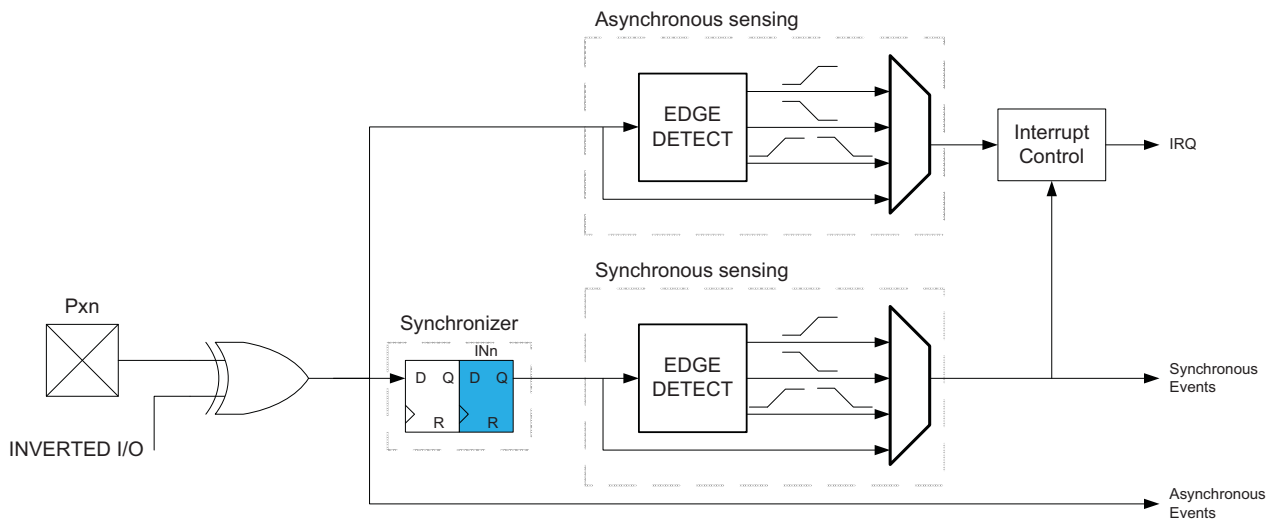 Asynchronous sensing
EDGE
DETECT
Interrupt
Control
IRQ
Synchronous sensing
Pxn
Synchronizer
INn
D Q D Q
R R
EDGE
DETECT
Synchronous
Events
INVERTED I/O
Asynchronous
Events